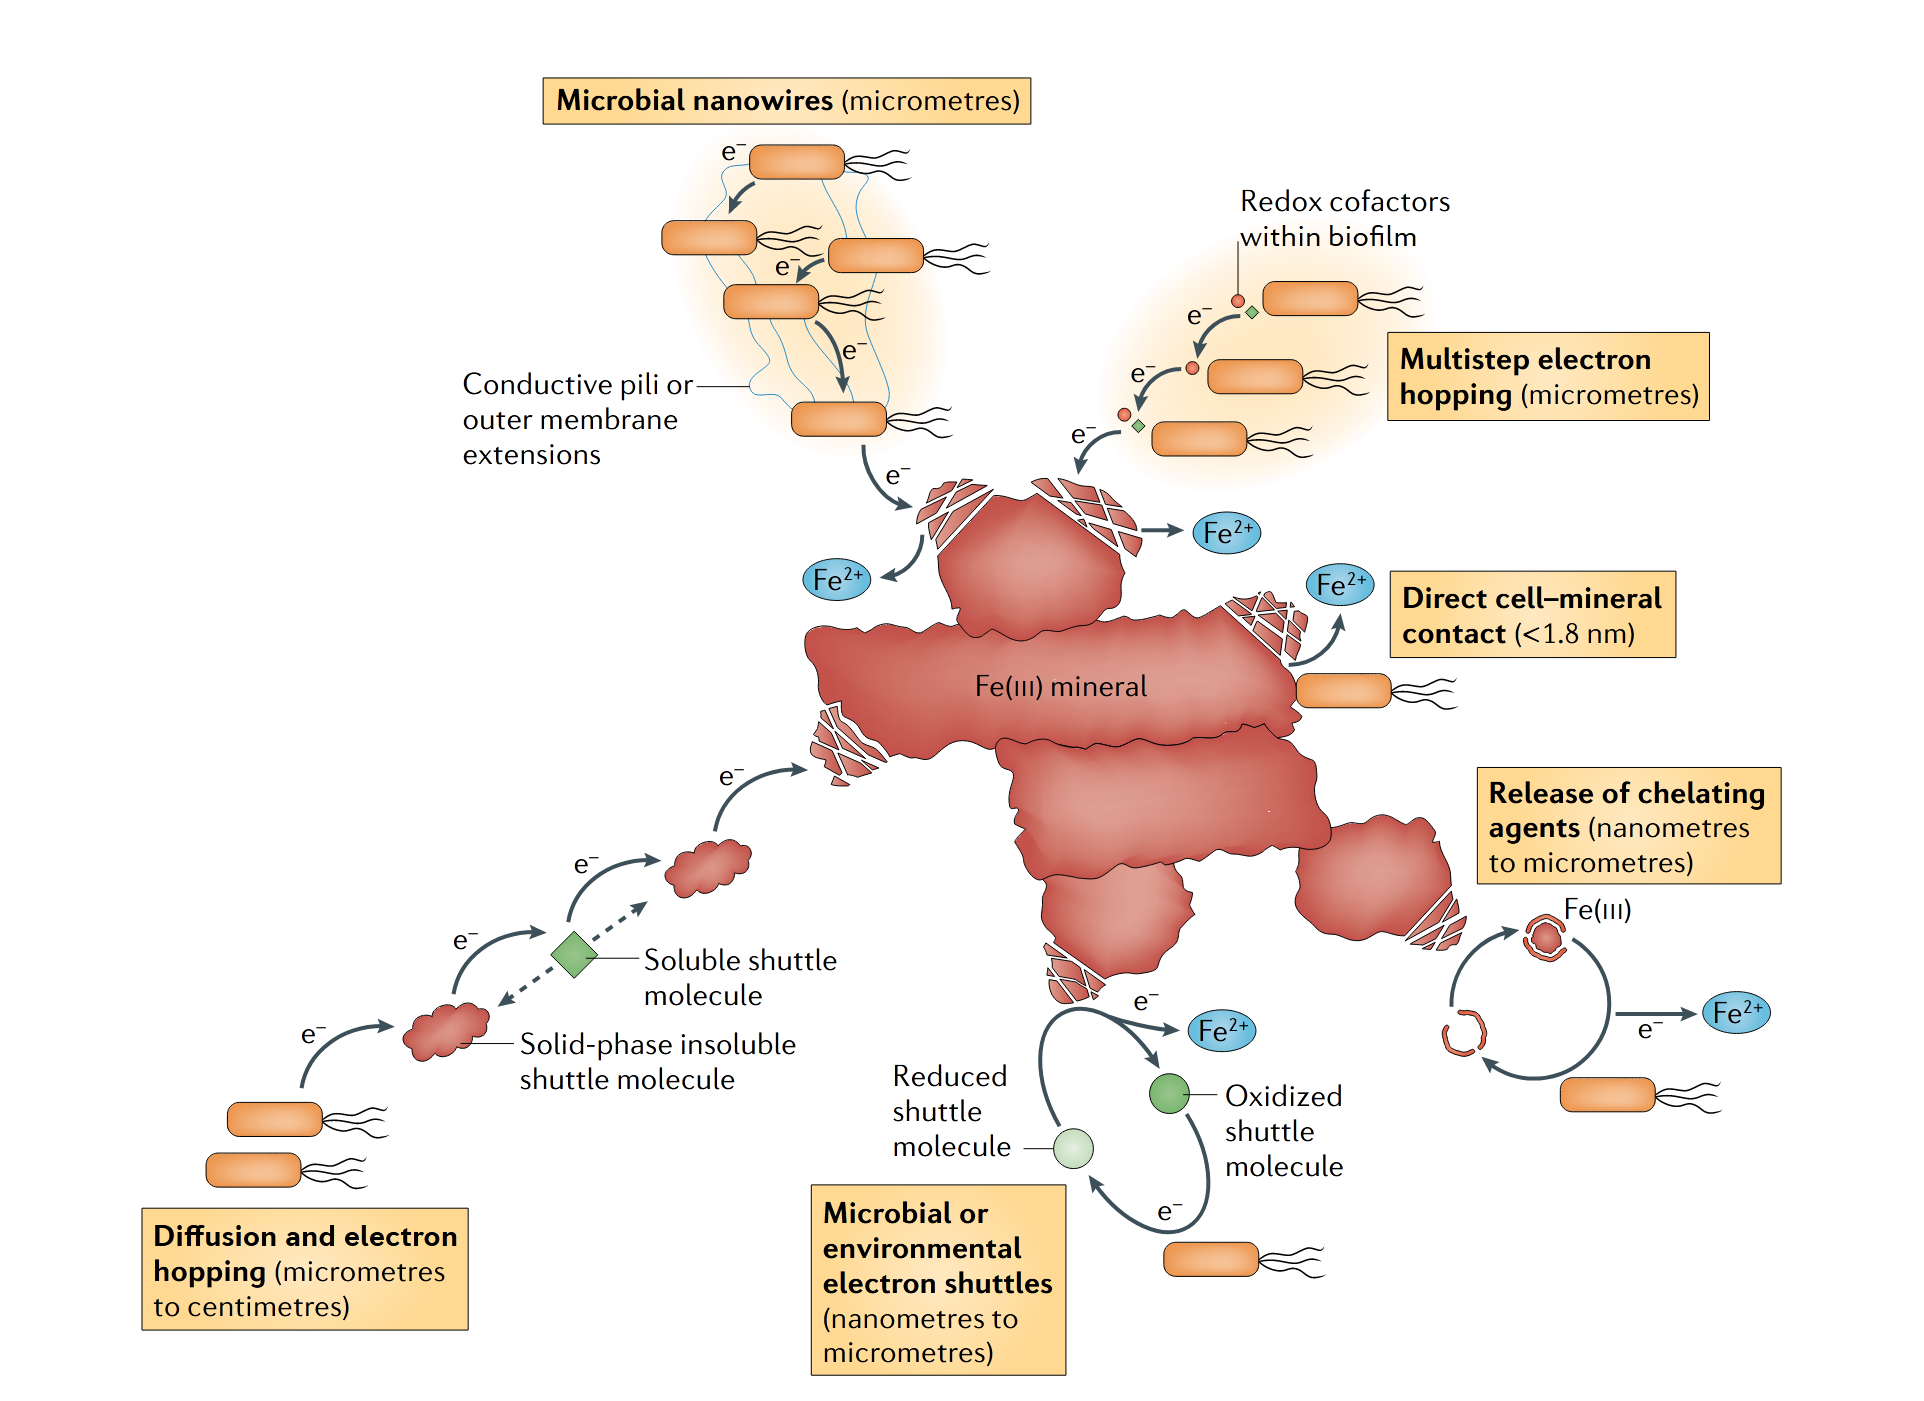 Microbial nanowires (micrometres)
e⁻
e⁻
e⁻
Conductive pili or
outer membrane
extensions
e⁻
Fe²⁺
Redox cofactors
within biofilm
e⁻
e⁻
e⁻
Multistep electron
hopping (micrometres)
Fe²⁺
Fe²⁺
Direct cell–mineral
contact (<1.8 nm)
Fe(III) mineral
Release of chelating
agents (nanometres
to micrometres)
Fe(III)
e⁻
Fe²⁺
e⁻
e⁻
e⁻
e⁻
Soluble shuttle
molecule
Solid-phase insoluble
shuttle molecule
Diffusion and electron
hopping (micrometres
to centimetres)
e⁻
Fe²⁺
Reduced
shuttle
molecule
Oxidized
shuttle
molecule
e⁻
Microbial or
environmental
electron shuttles
(nanometres to
micrometres)